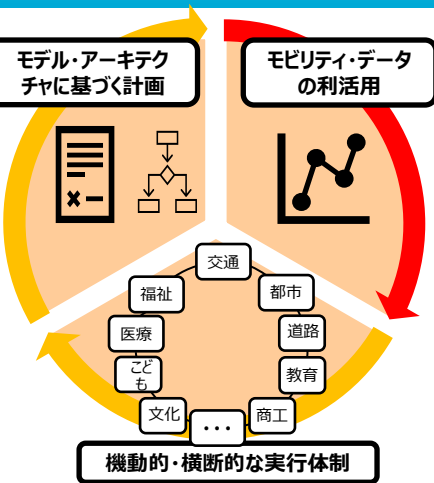 モデル・アーキテク
チャに基づく計画
モビリティ・データ
の利活用
交通
福祉
都市
医療
道路
こど
も
教育
文化
・・・
商工
機動的・横断的な実行体制